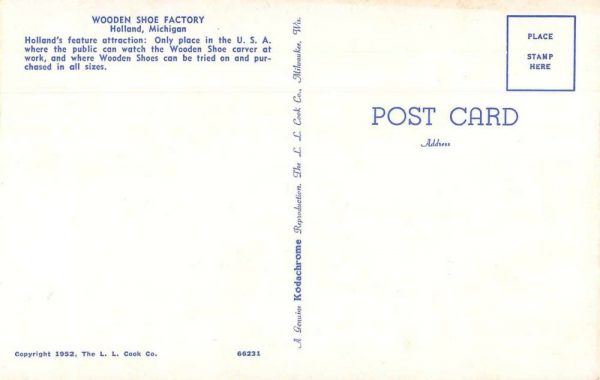 WOODEN SHOE FACTORY
Holland, Michigan
Holland's feature attraction: Only place in the U. S. A.
where the public can watch the Wooden Shoe carver at
work, and where Wooden Shoes can be tried on and pur-
chased in all sizes.
Copyright 1952, The L. L. Cook Co.
66231
A Genuine Kodachrome Reproduction. The L. L. Cook Co., Milwaukee, Wis.
PLACE
STAMP
HERE
POST CARD
Address